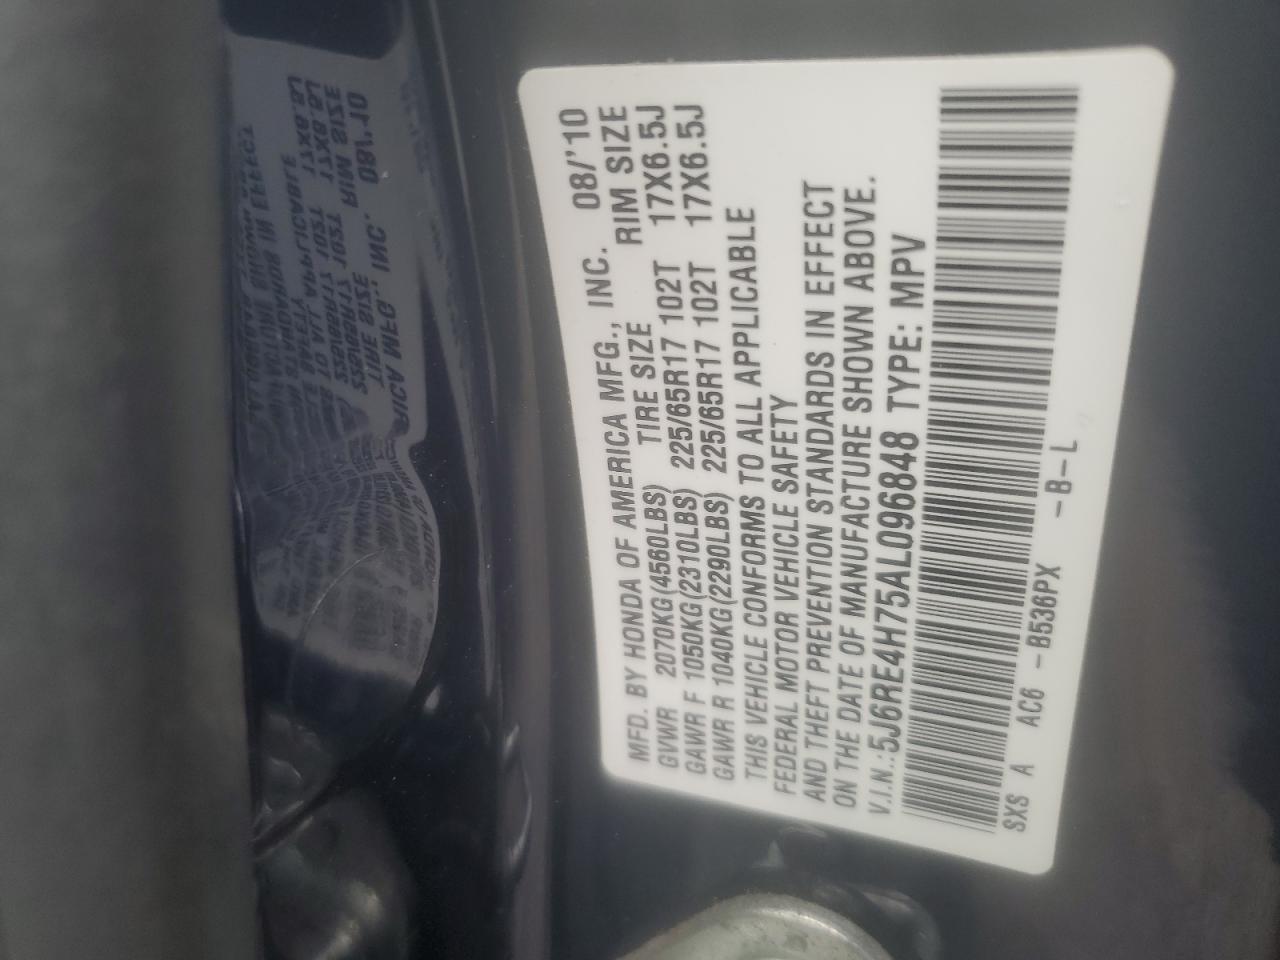 MFD. BY HONDA OF AMERICA MFG., INC. 08/'10
GVWR 2070KG(4560LBS) TIRE SIZE RIM SIZE
GAWR F 1050KG(2310LBS) 225/65R17 102T 17X6.5J
GAWR R 1040KG(2290LBS) 225/65R17 102T 17X6.5J
THIS VEHICLE CONFORMS TO ALL APPLICABLE
FEDERAL MOTOR VEHICLE SAFETY
AND THEFT PREVENTION STANDARDS IN EFFECT
ON THE DATE OF MANUFACTURE SHOWN ABOVE.
V.I.N.:5J6RE4H75AL096848 TYPE: MPV
SXS A AC6 -B536PX -B-L